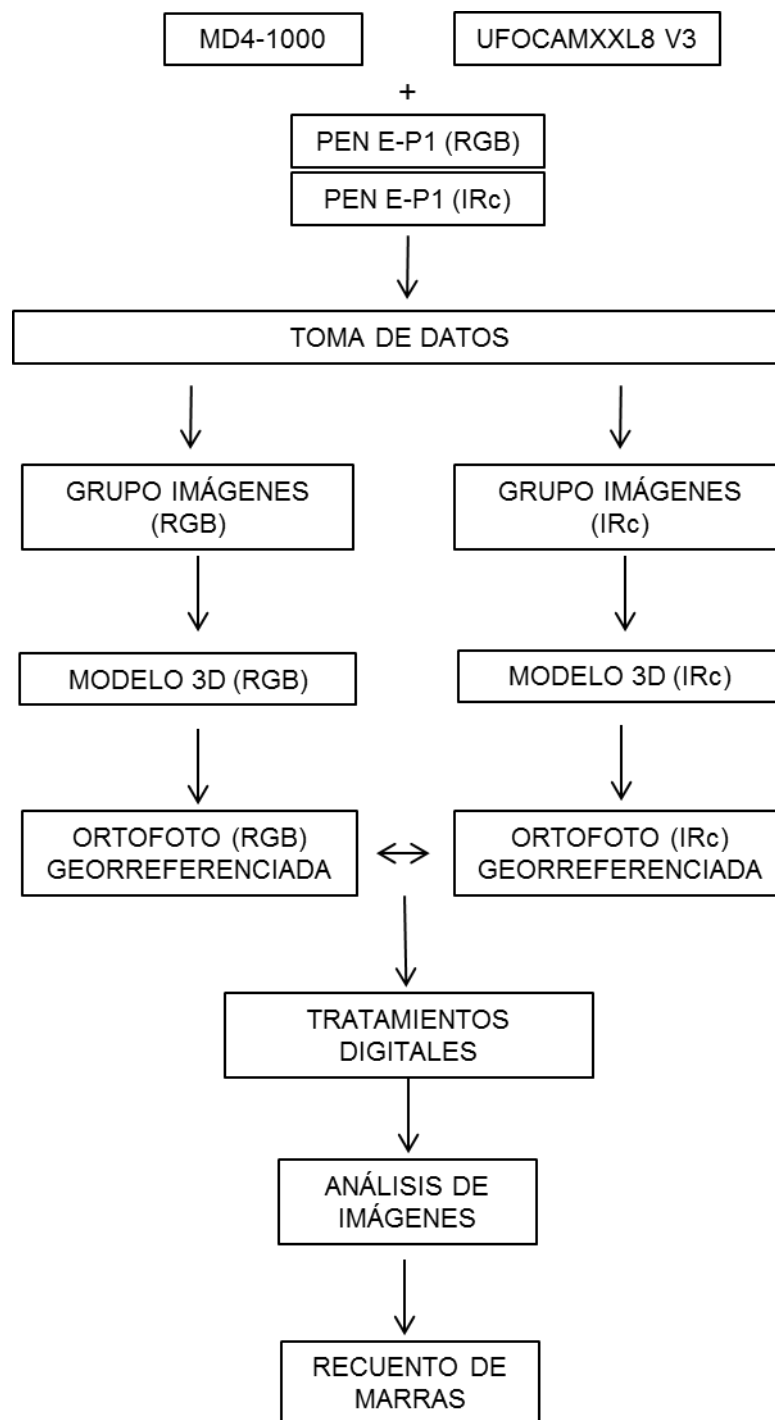 MD4-1000
UFOCAMXXL8 V3
+
PEN E-P1 (RGB)
PEN E-P1 (IRc)
TOMA DE DATOS
GRUPO IMÁGENES
(RGB)
GRUPO IMÁGENES
(IRc)
MODELO 3D (RGB)
MODELO 3D (IRc)
ORTOFOTO (RGB)
GEORREFERENCIADA
ORTOFOTO (IRc)
GEORREFERENCIADA
TRATAMIENTOS
DIGITALES
ANÁLISIS DE
IMÁGENES
RECUENTO DE
MARRAS